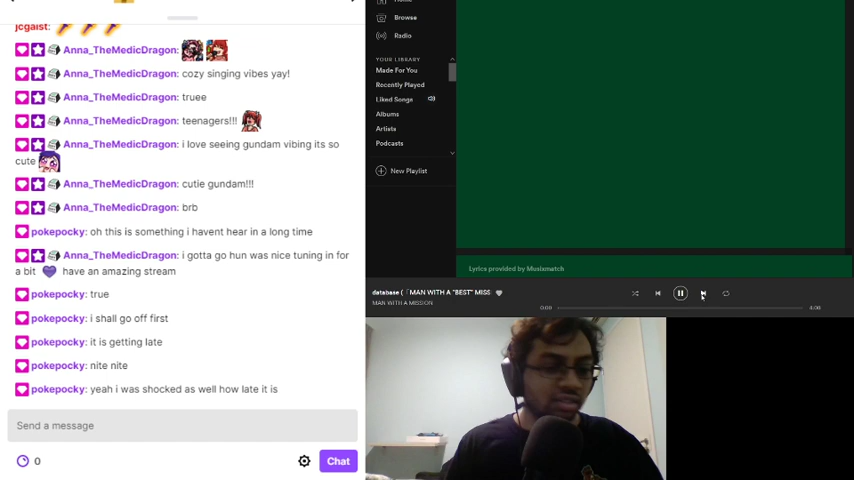 jcgaist:
Anna_TheMedicDragon:
Anna_TheMedicDragon: cozy singing vibes yay!
Anna_TheMedicDragon: truee
Anna_TheMedicDragon: teenagers!!!
Anna_TheMedicDragon: i love seeing gundam vibing its so
cute
Anna_TheMedicDragon: cutie gundam!!!
Anna_TheMedicDragon: brb
pokepocky: oh this is something i havent hear in a long time
Anna_TheMedicDragon: i gotta go hun was nice tuning in for
a bit have an amazing stream
pokepocky: true
pokepocky: i shall go off first
pokepocky: it is getting late
pokepocky: nite nite
pokepocky: yeah i was shocked as well how late it is
Send a message
0
Chat
Browse
Radio
YOUR LIBRARY
Made For You
Recently Played
Liked Songs
Albums
Artists
Podcasts
New Playlist
Lyrics provided by Musixmatch
database (「MAN WITH A "BEST" MISS
MAN WITH A MISSION
0:00
4:06